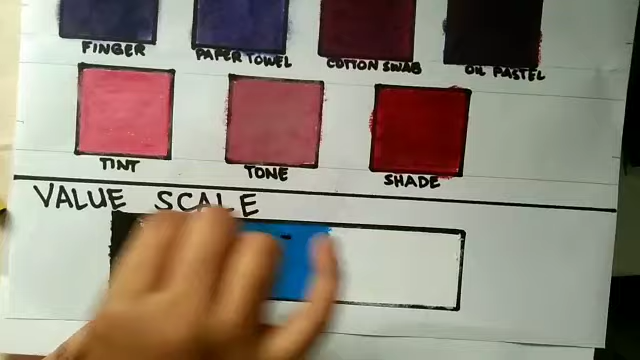 FINGER PAPER TOWEL COTTON SWAB OIL PASTEL
TINT TONE SHADE
VALUE SCALE